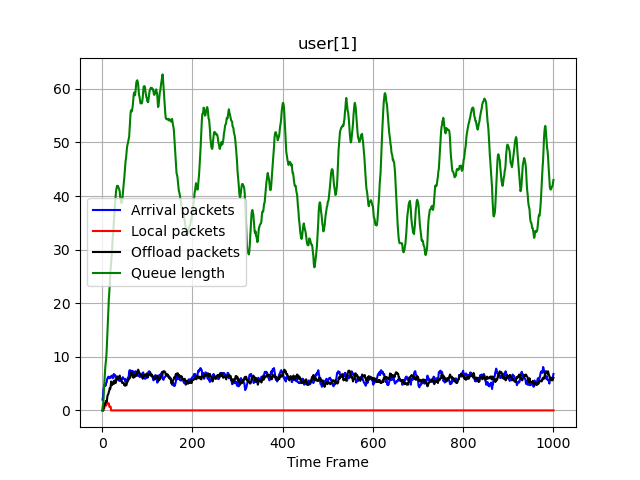 user[1]
60
50
40
30
20
10
0
Arrival packets
Local packets
Offload packets
Queue length
0 200 400 600 800 1000
Time Frame